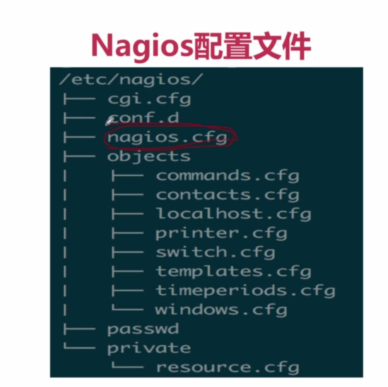 Nagios配置文件
/etc/nagios/
├── cgi.cfg
├── conf.d
├── nagios.cfg
├── objects
│   ├── commands.cfg
│   ├── contacts.cfg
│   ├── localhost.cfg
│   ├── printer.cfg
│   ├── switch.cfg
│   ├── templates.cfg
│   ├── timeperiods.cfg
│   └── windows.cfg
├── passwd
└── private
    └── resource.cfg